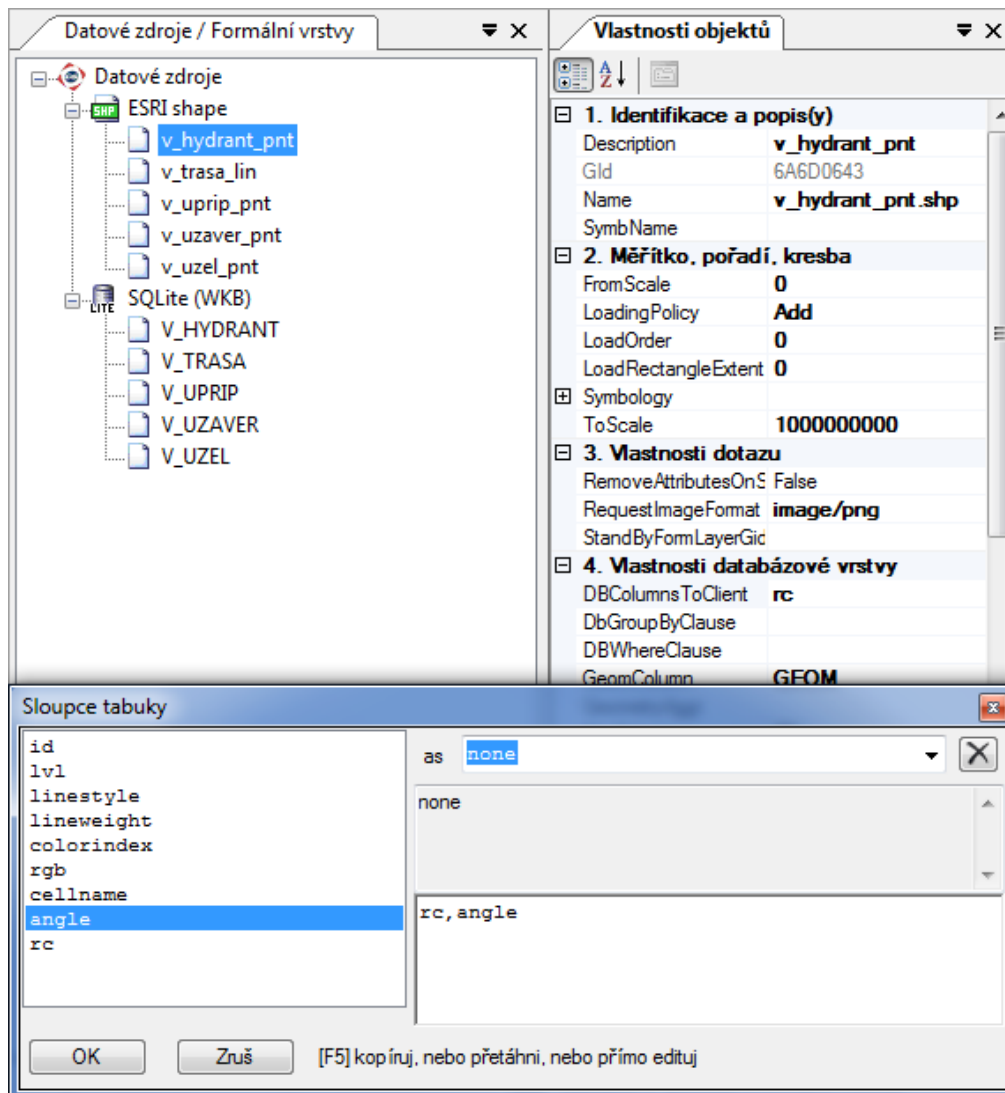 Datové zdroje / Formální vrstvy
Datové zdroje
ESRI shape
v_hydrant_pnt
v_trasa_lin
v_uprip_pnt
v_uzaver_pnt
v_uzel_pnt
SQLite (WKB)
V_HYDRANT
V_TRASA
V_UPRIP
V_UZAVER
V_UZEL
Vlastnosti objektů
1. Identifikace a popis(y)
Description v_hydrant_pnt
GId 6A6D0643
Name v_hydrant_pnt.shp
SymbName
2. Měřítko, pořadí, kresba
FromScale 0
LoadingPolicy Add
LoadOrder 0
LoadRectangleExtent 0
Symbology
ToScale 1000000000
3. Vlastnosti dotazu
RemoveAttributesOnS False
RequestImageFormat image/png
StandByFormLayerGid
4. Vlastnosti databázové vrstvy
DBColumnsToClient rc
DbGroupByClause
DBWhereClause
GeomColumn GEOM
Sloupce tabuky
id
lvl
linestyle
lineweight
colorindex
rgb
cellname
angle
rc
as none
none
rc,angle
OK Zruš [F5] kopíruj, nebo přetáhni, nebo přímo edituj